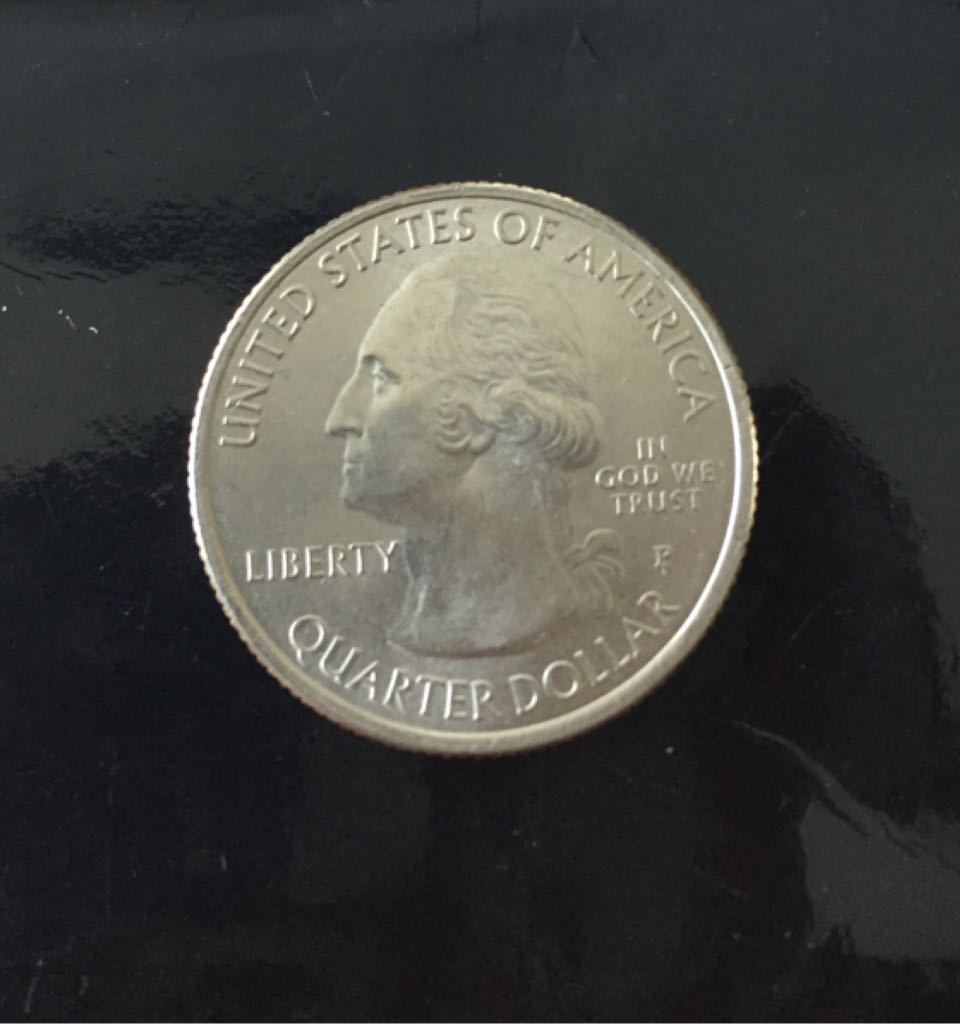 UNITED STATES OF AMERICA
IN
GOD WE
TRUST
LIBERTY
P
QUARTER DOLLAR